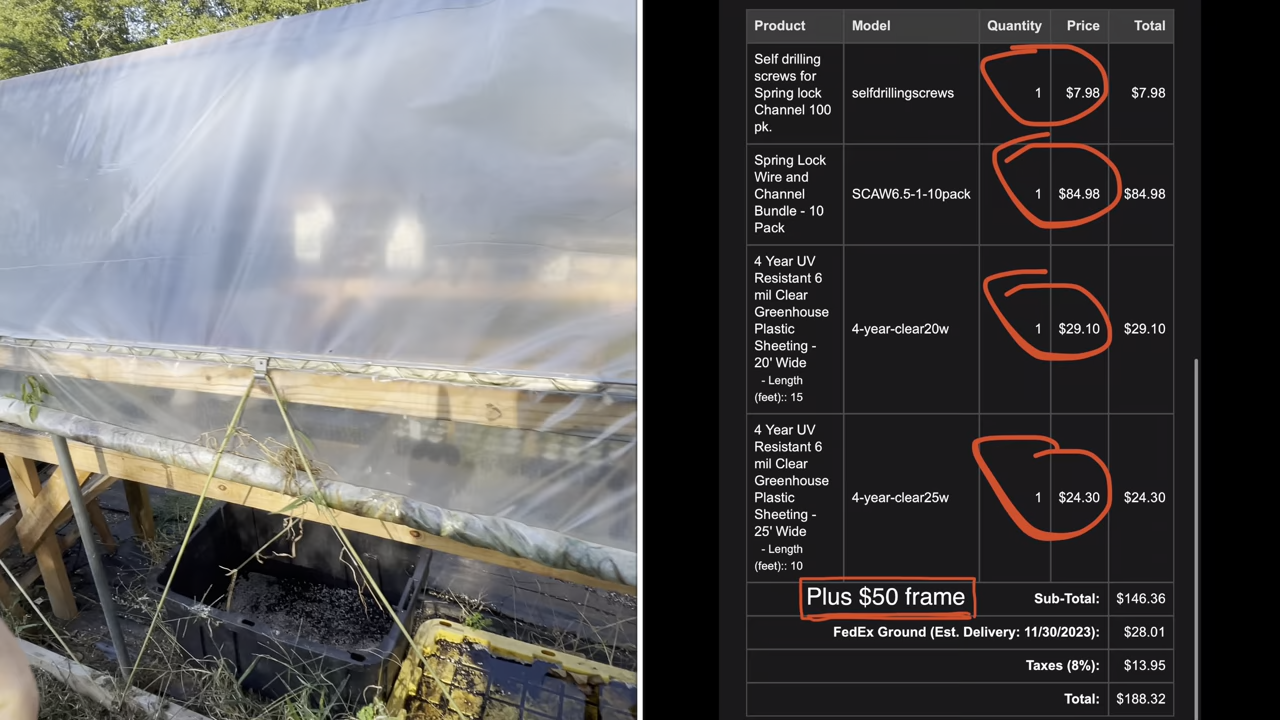 Product Model Quantity Price Total
Self drilling
screws for
Spring lock
Channel 100
pk.
selfdrillingscrews 1 $7.98 $7.98
Spring Lock
Wire and
Channel
Bundle - 10
Pack
SCAW6.5-1-10pack 1 $84.98 $84.98
4 Year UV
Resistant 6
mil Clear
Greenhouse
Plastic
Sheeting -
20' Wide
- Length
(feet):: 15
4-year-clear20w 1 $29.10 $29.10
4 Year UV
Resistant 6
mil Clear
Greenhouse
Plastic
Sheeting -
25' Wide
- Length
(feet):: 10
4-year-clear25w 1 $24.30 $24.30
Plus $50 frame
Sub-Total: $146.36
FedEx Ground (Est. Delivery: 11/30/2023): $28.01
Taxes (8%): $13.95
Total: $188.32